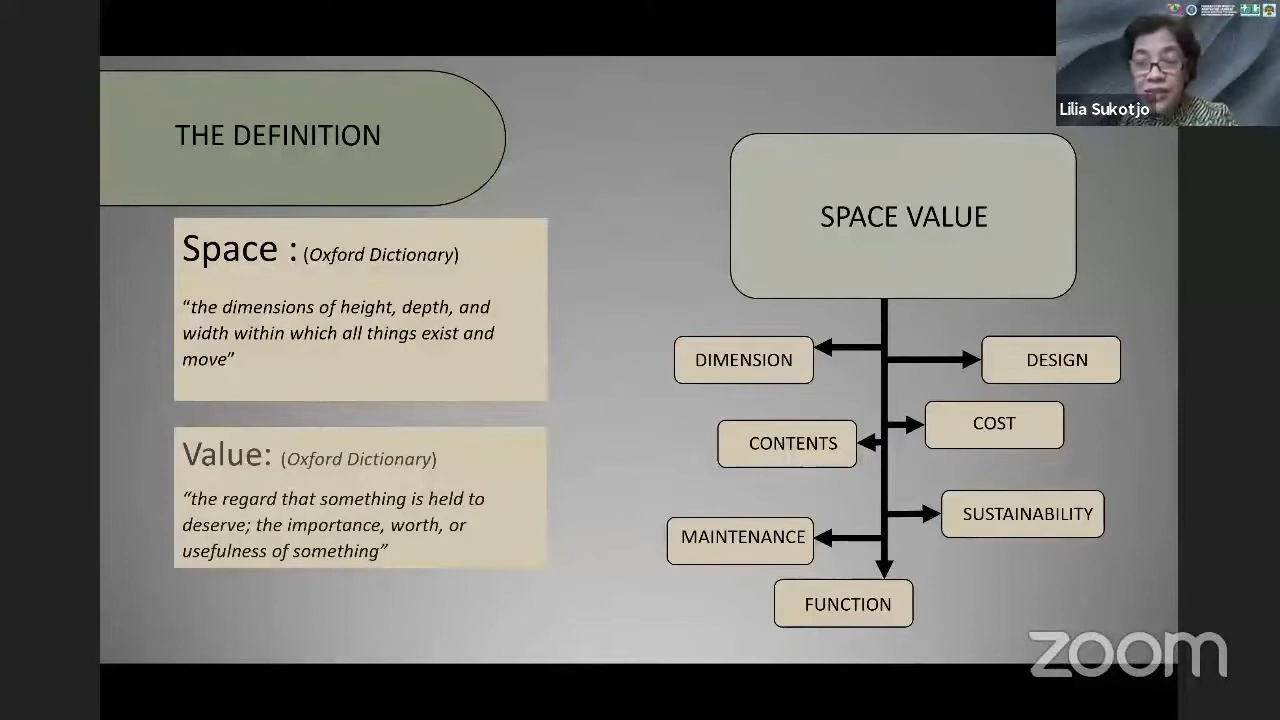 THE DEFINITION
Space : (Oxford Dictionary)
“the dimensions of height, depth, and
width within which all things exist and
move”
Value: (Oxford Dictionary)
“the regard that something is held to
deserve; the importance, worth, or
usefulness of something”
SPACE VALUE
DIMENSION
DESIGN
COST
CONTENTS
SUSTAINABILITY
MAINTENANCE
FUNCTION
Lilia Sukotjo
zoom